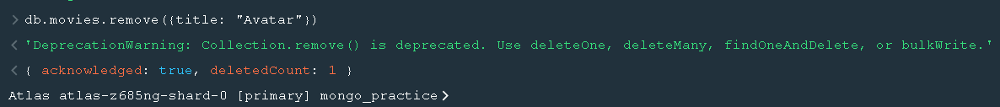 > db.movies.remove({title: "Avatar"})
< 'DeprecationWarning: Collection.remove() is deprecated. Use deleteOne, deleteMany, findOneAndDelete, or bulkWrite.'
< { acknowledged: true, deletedCount: 1 }
Atlas atlas-z685ng-shard-0 [primary] mongo_practice>